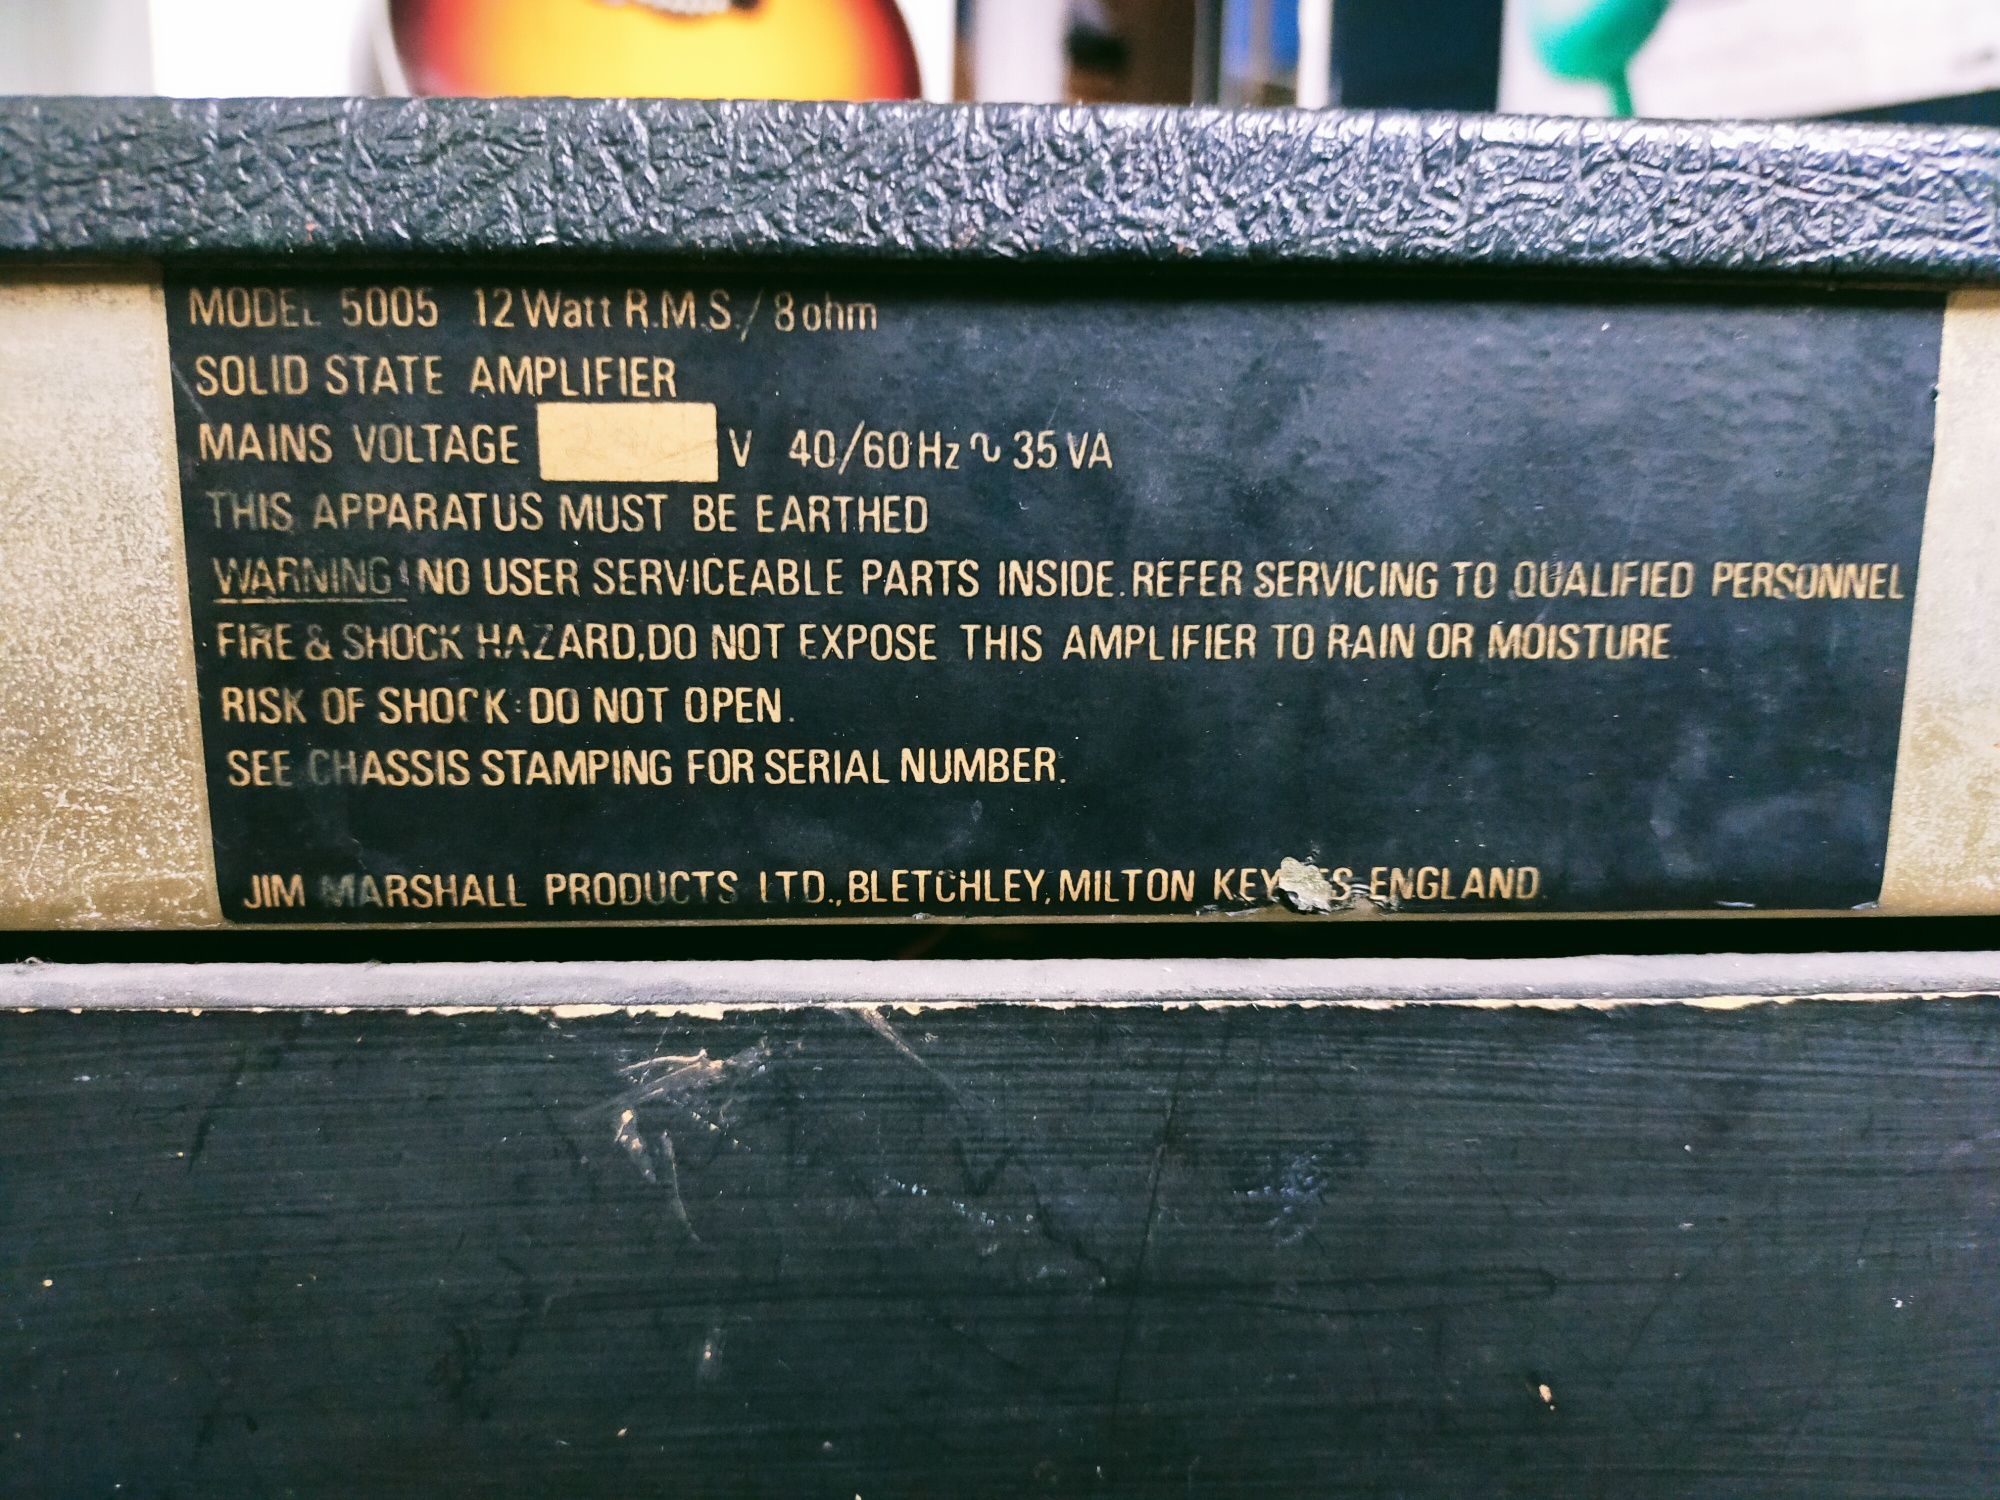 MODEL 5005 12 Watt R.M.S./ 8 ohm
SOLID STATE AMPLIFIER
MAINS VOLTAGE V 40/60 Hz ∿ 35 VA
THIS APPARATUS MUST BE EARTHED
WARNING! NO USER SERVICEABLE PARTS INSIDE. REFER SERVICING TO QUALIFIED PERSONNEL
FIRE & SHOCK HAZARD, DO NOT EXPOSE THIS AMPLIFIER TO RAIN OR MOISTURE
RISK OF SHOCK: DO NOT OPEN.
SEE CHASSIS STAMPING FOR SERIAL NUMBER.
JIM MARSHALL PRODUCTS LTD., BLETCHLEY, MILTON KEYNES ENGLAND